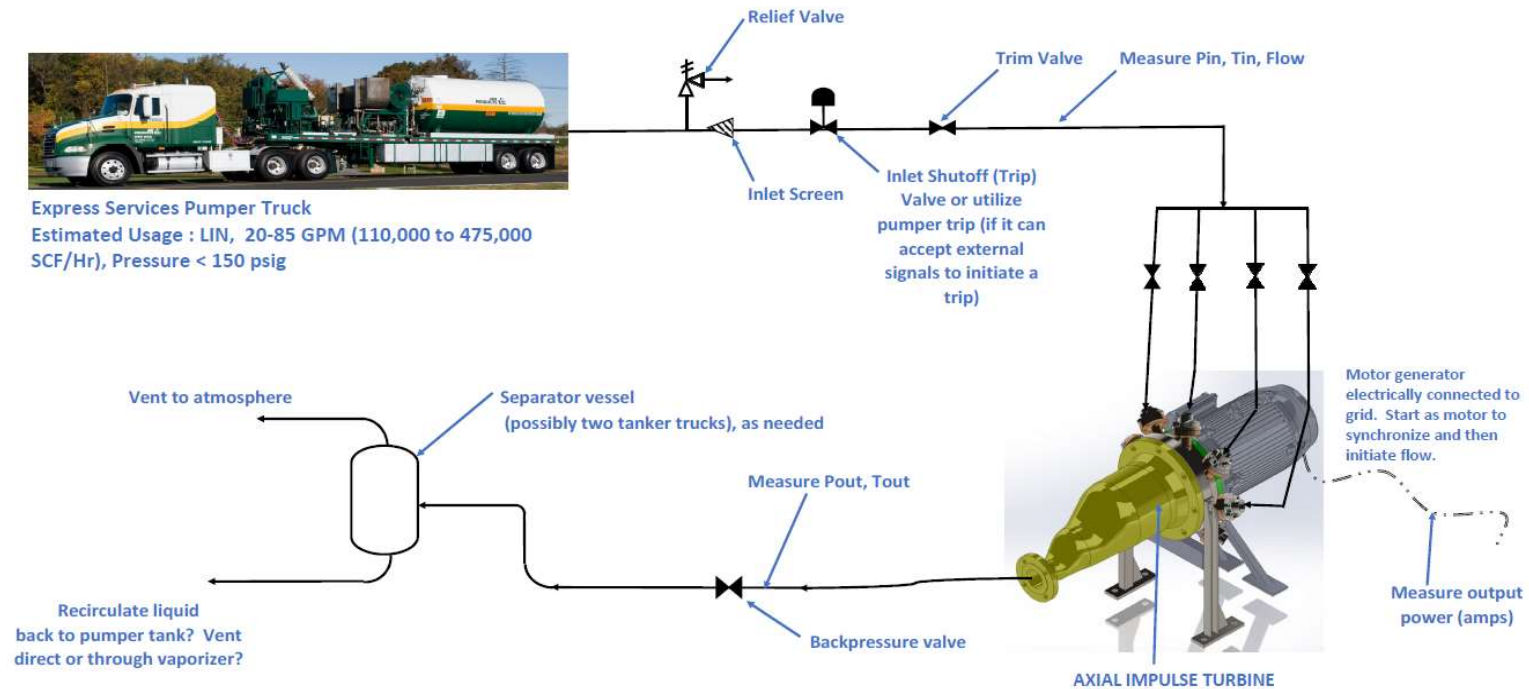 Relief Valve
Trim Valve
Measure Pin, Tin, Flow
Inlet Screen
Inlet Shutoff (Trip)
Valve or utilize
pumper trip (if it can
accept external
signals to initiate a
trip)
Express Services Pumper Truck
Estimated Usage : LIN,  20-85 GPM (110,000 to 475,000
SCF/Hr), Pressure < 150 psig
Motor generator
electrically connected to
grid.  Start as motor to
synchronize and then
initiate flow.
Vent to atmosphere
Separator vessel
(possibly two tanker trucks), as needed
Measure Pout, Tout
Measure output
power (amps)
Recirculate liquid
back to pumper tank?  Vent
direct or through vaporizer?
Backpressure valve
AXIAL IMPULSE TURBINE